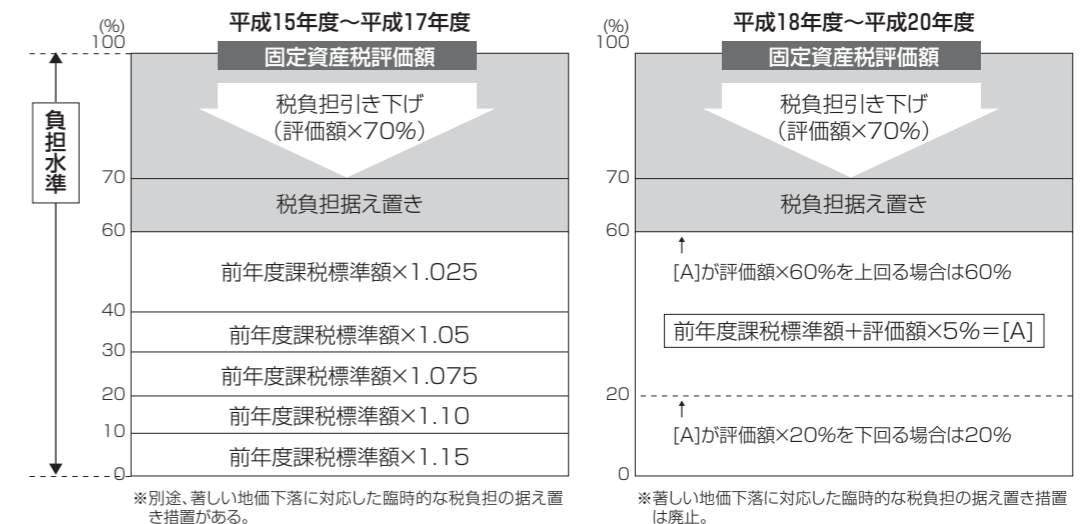 平成15年度～平成17年度
(%)
100
固定資産税評価額
税負担引き下げ
（評価額×70%）
負担水準
70
税負担据え置き
60
前年度課税標準額×1.025
40
前年度課税標準額×1.05
30
前年度課税標準額×1.075
20
前年度課税標準額×1.10
10
前年度課税標準額×1.15
0
※別途、著しい地価下落に対応した臨時的な税負担の据え置
き措置がある。
平成18年度～平成20年度
(%)
100
固定資産税評価額
税負担引き下げ
（評価額×70%）
70
税負担据え置き
60
↑
[A]が評価額×60%を上回る場合は60%
前年度課税標準額＋評価額×5%＝[A]
20
↑
[A]が評価額×20%を下回る場合は20%
0
※著しい地価下落に対応した臨時的な税負担の据え置き措置
は廃止。